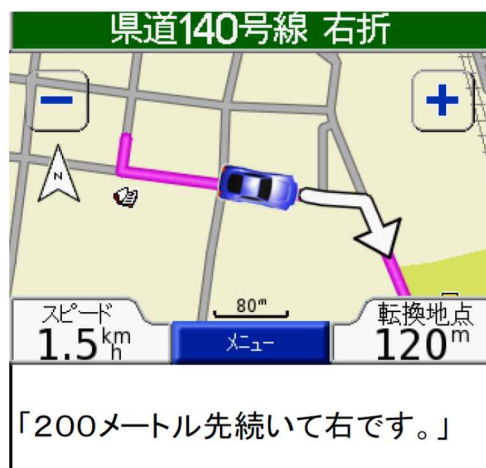 県道140号線 右折
N
80m
スピード
1.5km/h
メニュー
転換地点
120m
「200メートル先続いて右です。」